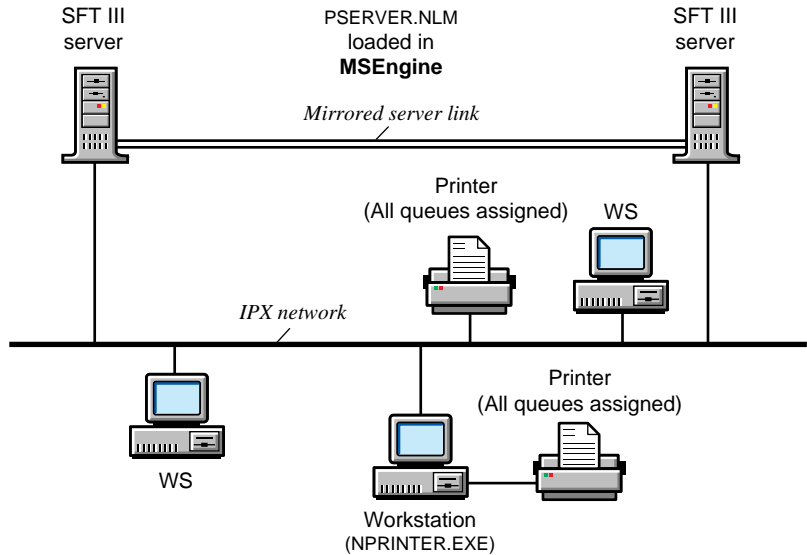 SFT III
server
PSERVER.NLM
loaded in
MSEngine
SFT III
server
Mirrored server link
Printer
(All queues assigned)
WS
IPX network
Printer
(All queues assigned)
WS
Workstation
(NPRINTER.EXE)